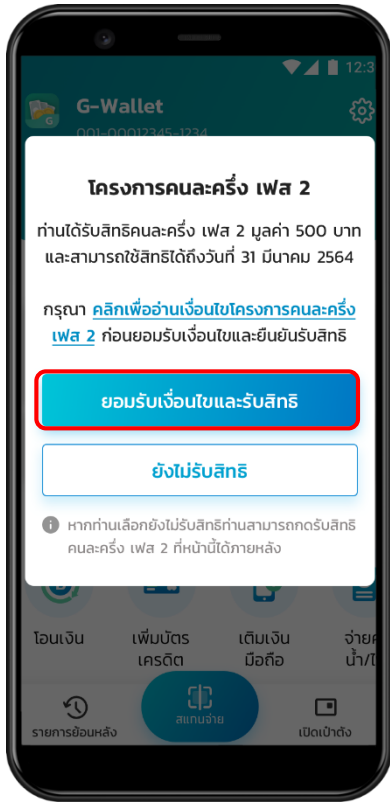 12:3
G-Wallet
001-00012345-1234
โครงการคนละครึ่ง เฟส 2
ท่านได้รับสิทธิคนละครึ่ง เฟส 2 มูลค่า 500 บาท
และสามารถใช้สิทธิได้ถึงวันที่ 31 มีนาคม 2564
กรุณา คลิกเพื่ออ่านเงื่อนไขโครงการคนละครึ่ง
เฟส 2 ก่อนยอมรับเงื่อนไขและยืนยันรับสิทธิ
ยอมรับเงื่อนไขและรับสิทธิ
ยังไม่รับสิทธิ
หากท่านเลือกยังไม่รับสิทธิท่านสามารถกดรับสิทธิ
คนละครึ่ง เฟส 2 ที่หน้านี้ได้ภายหลัง
โอนเงิน เพิ่มบัตร เติมเงิน จ่ายค
เครดิต มือถือ น้ำ/ไ
สแกนจ่าย
รายการย้อนหลัง เปิดเป๋าตัง